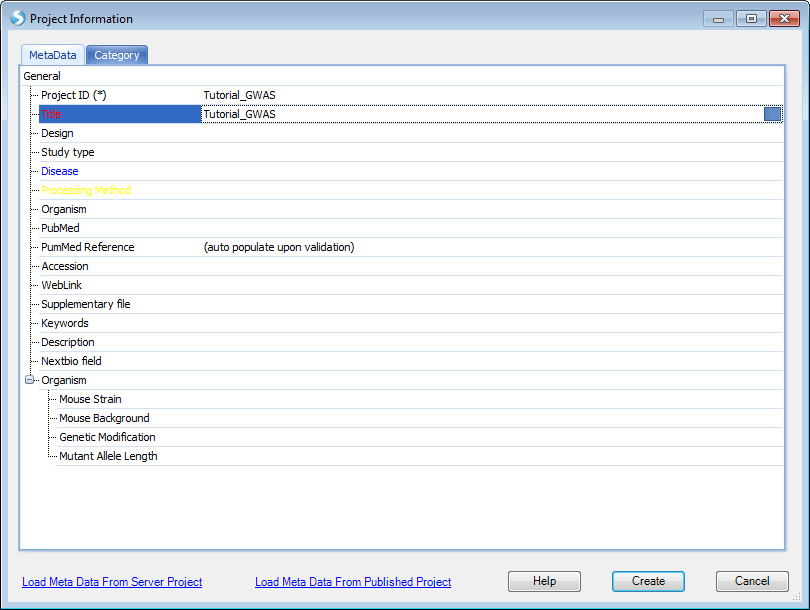 Project Information
MetaData Category
General
Project ID (*) Tutorial_GWAS
Title Tutorial_GWAS
Design
Study type
Disease
Processing Method
Organism
PubMed
PumMed Reference (auto populate upon validation)
Accession
WebLink
Supplementary file
Keywords
Description
Nextbio field
Organism
Mouse Strain
Mouse Background
Genetic Modification
Mutant Allele Length
Load Meta Data From Server Project Load Meta Data From Published Project Help Create Cancel